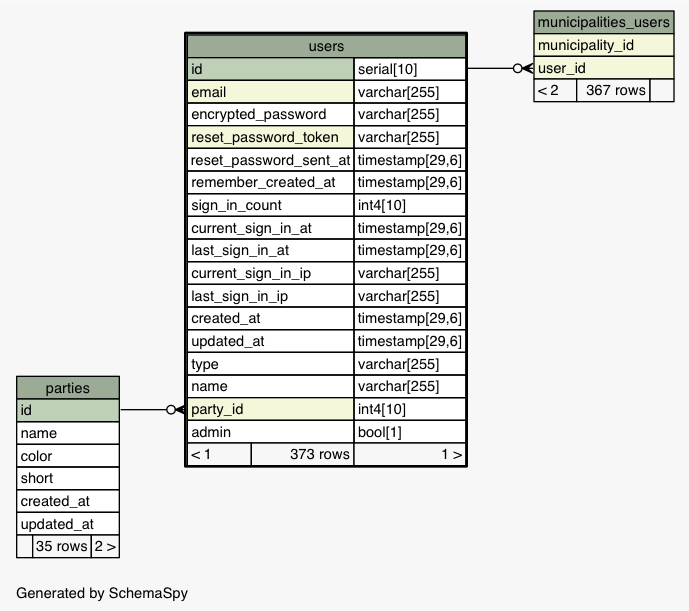 municipalities_users
municipality_id
user_id
< 2 367 rows
users
id serial[10]
email varchar[255]
encrypted_password varchar[255]
reset_password_token varchar[255]
reset_password_sent_at timestamp[29,6]
remember_created_at timestamp[29,6]
sign_in_count int4[10]
current_sign_in_at timestamp[29,6]
last_sign_in_at timestamp[29,6]
current_sign_in_ip varchar[255]
last_sign_in_ip varchar[255]
created_at timestamp[29,6]
updated_at timestamp[29,6]
type varchar[255]
name varchar[255]
party_id int4[10]
admin bool[1]
< 1 373 rows 1 >
parties
id
name
color
short
created_at
updated_at
35 rows 2 >
Generated by SchemaSpy